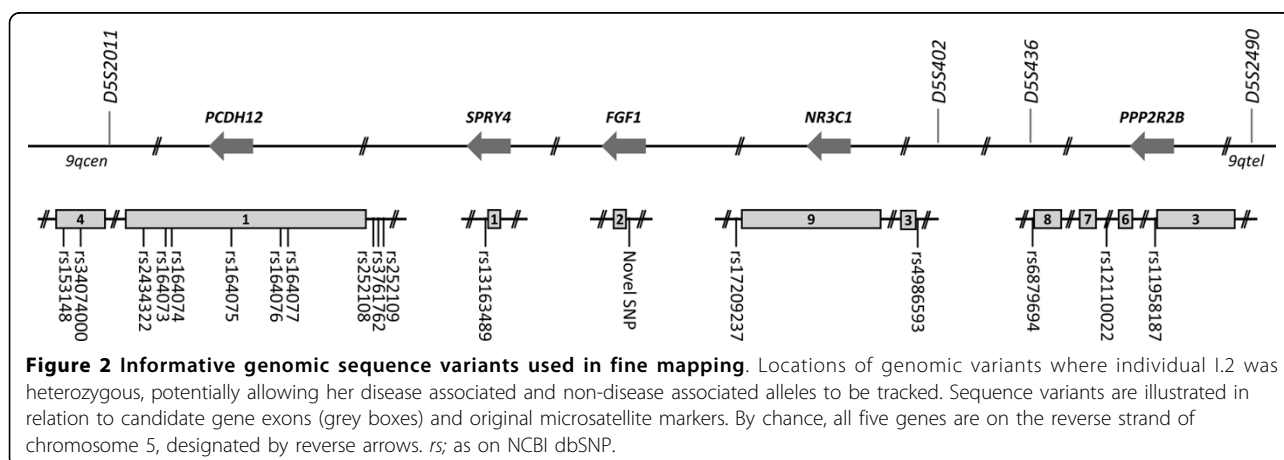 D5S2011
D5S402
D5S436
D5S2490
PCDH12
SPRY4
FGF1
NR3C1
PPP2R2B
9qcen
9qtel
4
1
1
2
9
3
8
7
6
3
rs153148
rs34074000
rs2434322
rs164073
rs164074
rs164075
rs164076
rs164077
rs252108
rs3761762
rs252109
rs13163489
Novel SNP
rs17209237
rs4986593
rs6879694
rs12110022
rs11958187
Figure 2 Informative genomic sequence variants used in fine mapping. Locations of genomic variants where individual I.2 was
heterozygous, potentially allowing her disease associated and non-disease associated alleles to be tracked. Sequence variants are illustrated in
relation to candidate gene exons (grey boxes) and original microsatellite markers. By chance, all five genes are on the reverse strand of
chromosome 5, designated by reverse arrows. rs; as on NCBI dbSNP.